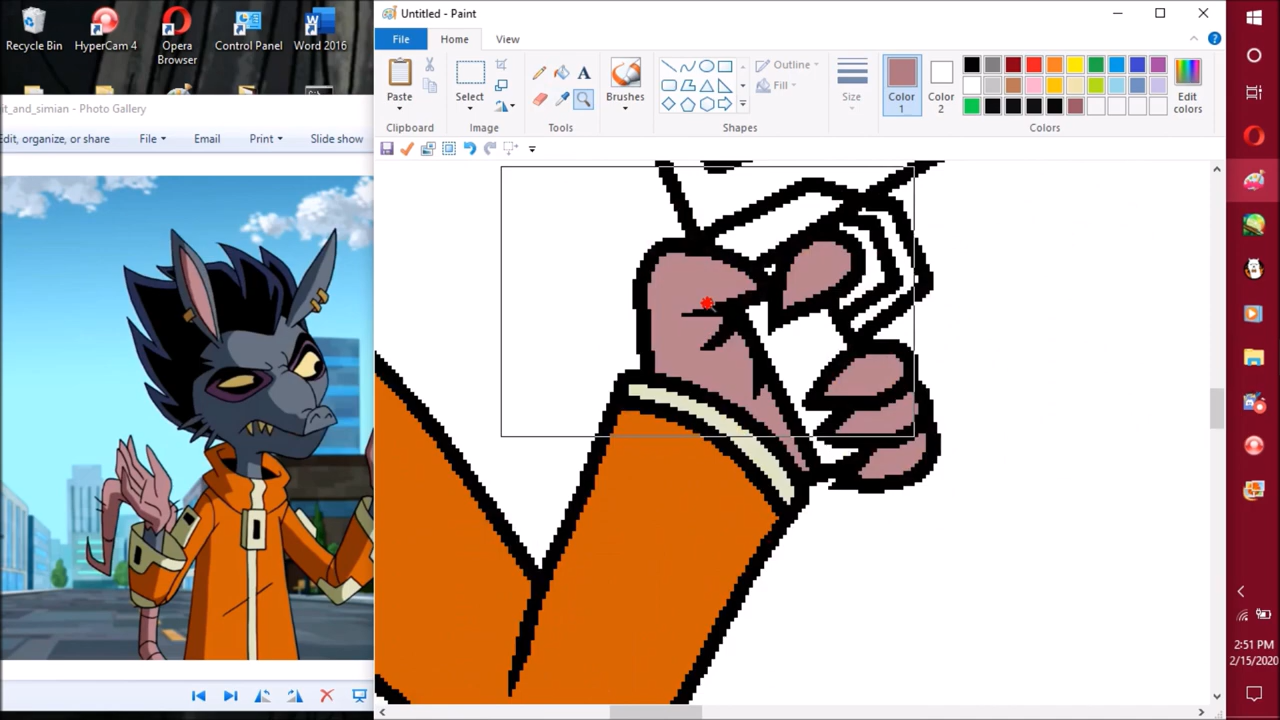 Recycle Bin
HyperCam 4
Opera Browser
Control Panel
Word 2016
Untitled - Paint
File
Home
View
Paste
Select
Brushes
Outline
Fill
Size
Color 1
Color 2
Edit colors
Clipboard
Image
Tools
Shapes
Colors
it_and_simian - Photo Gallery
Edit, organize, or share
File
Email
Print
Slide show
2:51 PM
2/15/2020